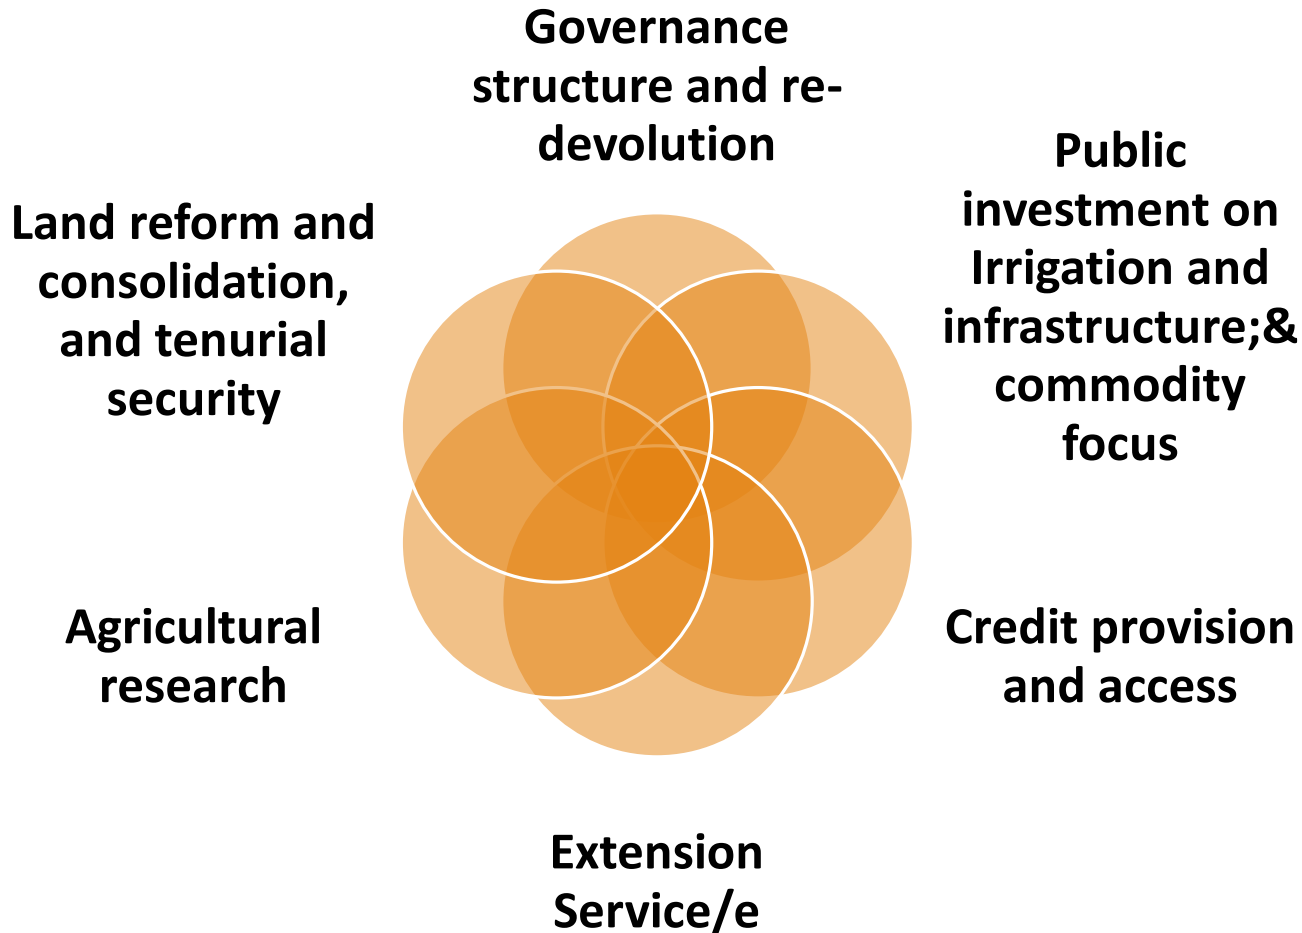 Governance
structure and re-
devolution
Public
investment on
Irrigation and
infrastructure;&
commodity
focus
Credit provision
and access
Extension
Service/e
Agricultural
research
Land reform and
consolidation,
and tenurial
security